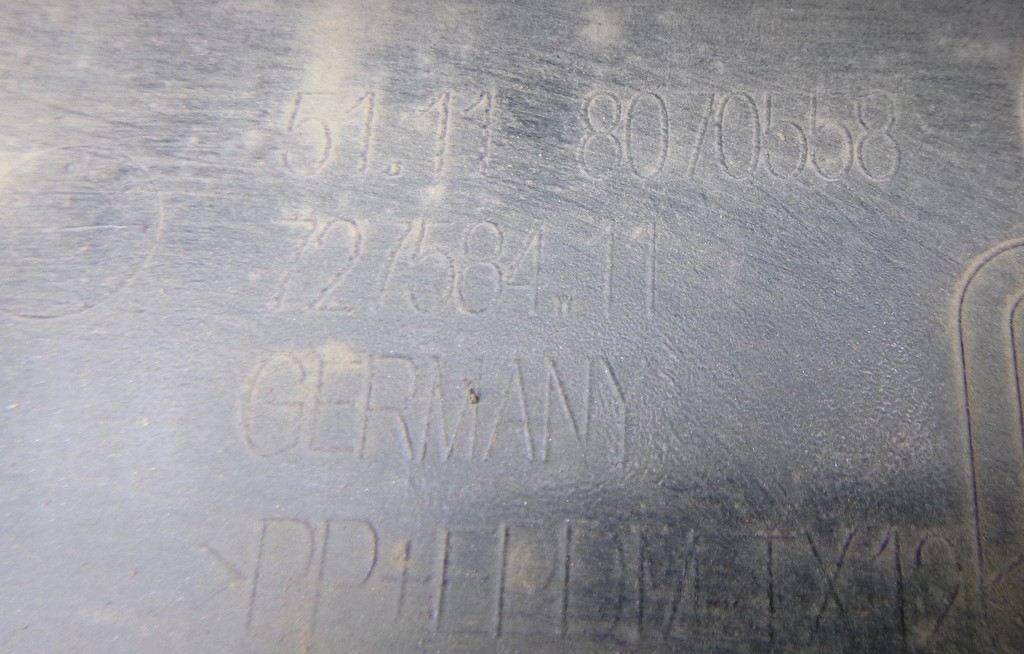 51.11 8070558
727584.11
GERMANY
>PP+EPDM-TX19<